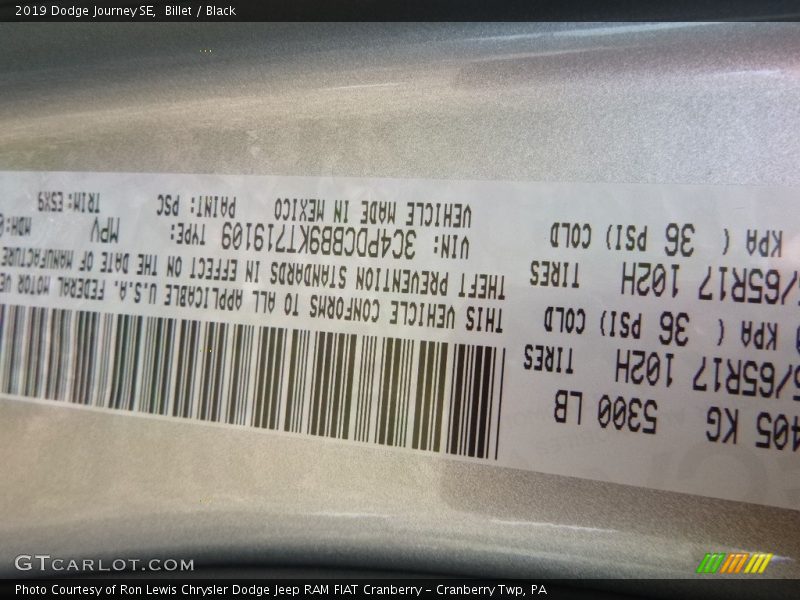 2019 Dodge Journey SE, Billet / Black
405 KG 5300 LB
/65R17 102H TIRES
KPA ( 36 PSI) COLD
/65R17 102H TIRES
KPA ( 36 PSI) COLD
THIS VEHICLE CONFORMS TO ALL APPLICABLE U.S.A. FEDERAL MOTOR VE
THEFT PREVENTION STANDARDS IN EFFECT ON THE DATE OF MANUFACTURE
VIN: 3C4PDCBB9KT719109 TYPE: MPV MDH:
VEHICLE MADE IN MEXICO PAINT: PSC TRIM: ESX9
GTCARLOT.COM
Photo Courtesy of Ron Lewis Chrysler Dodge Jeep RAM FIAT Cranberry – Cranberry Twp, PA